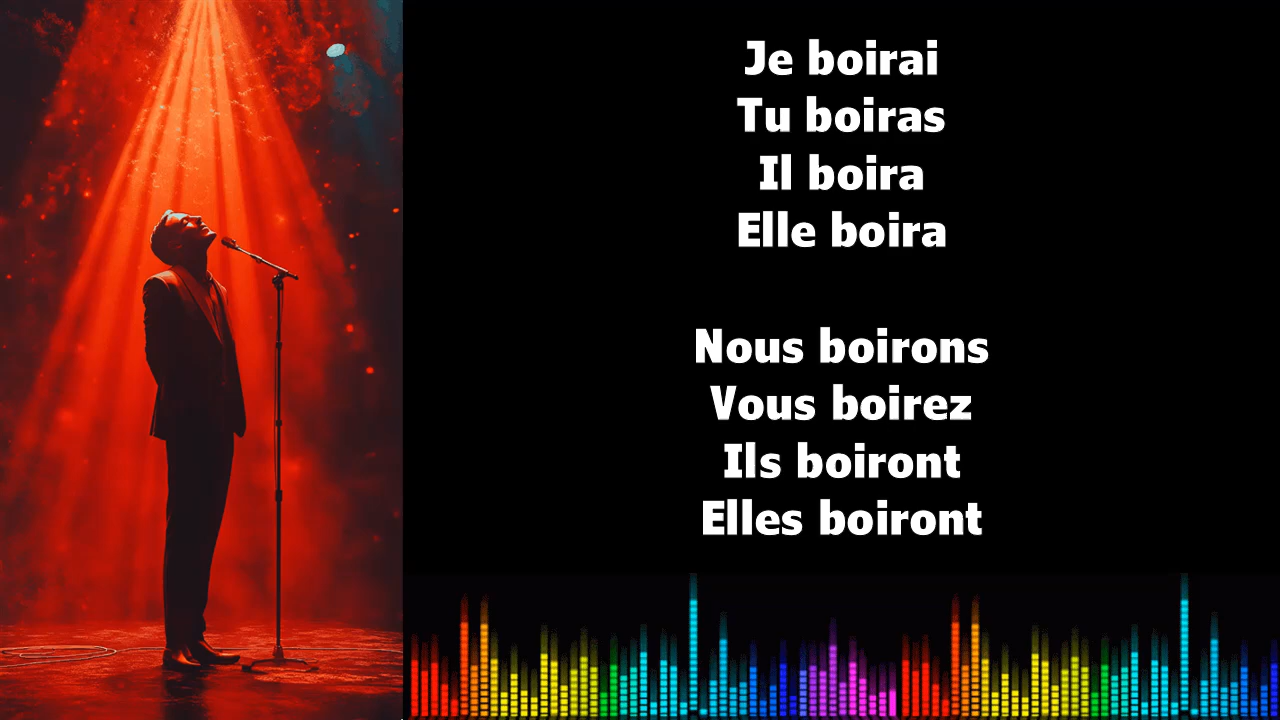 Je boirai
Tu boiras
Il boira
Elle boira
Nous boirons
Vous boirez
Ils boiront
Elles boiront